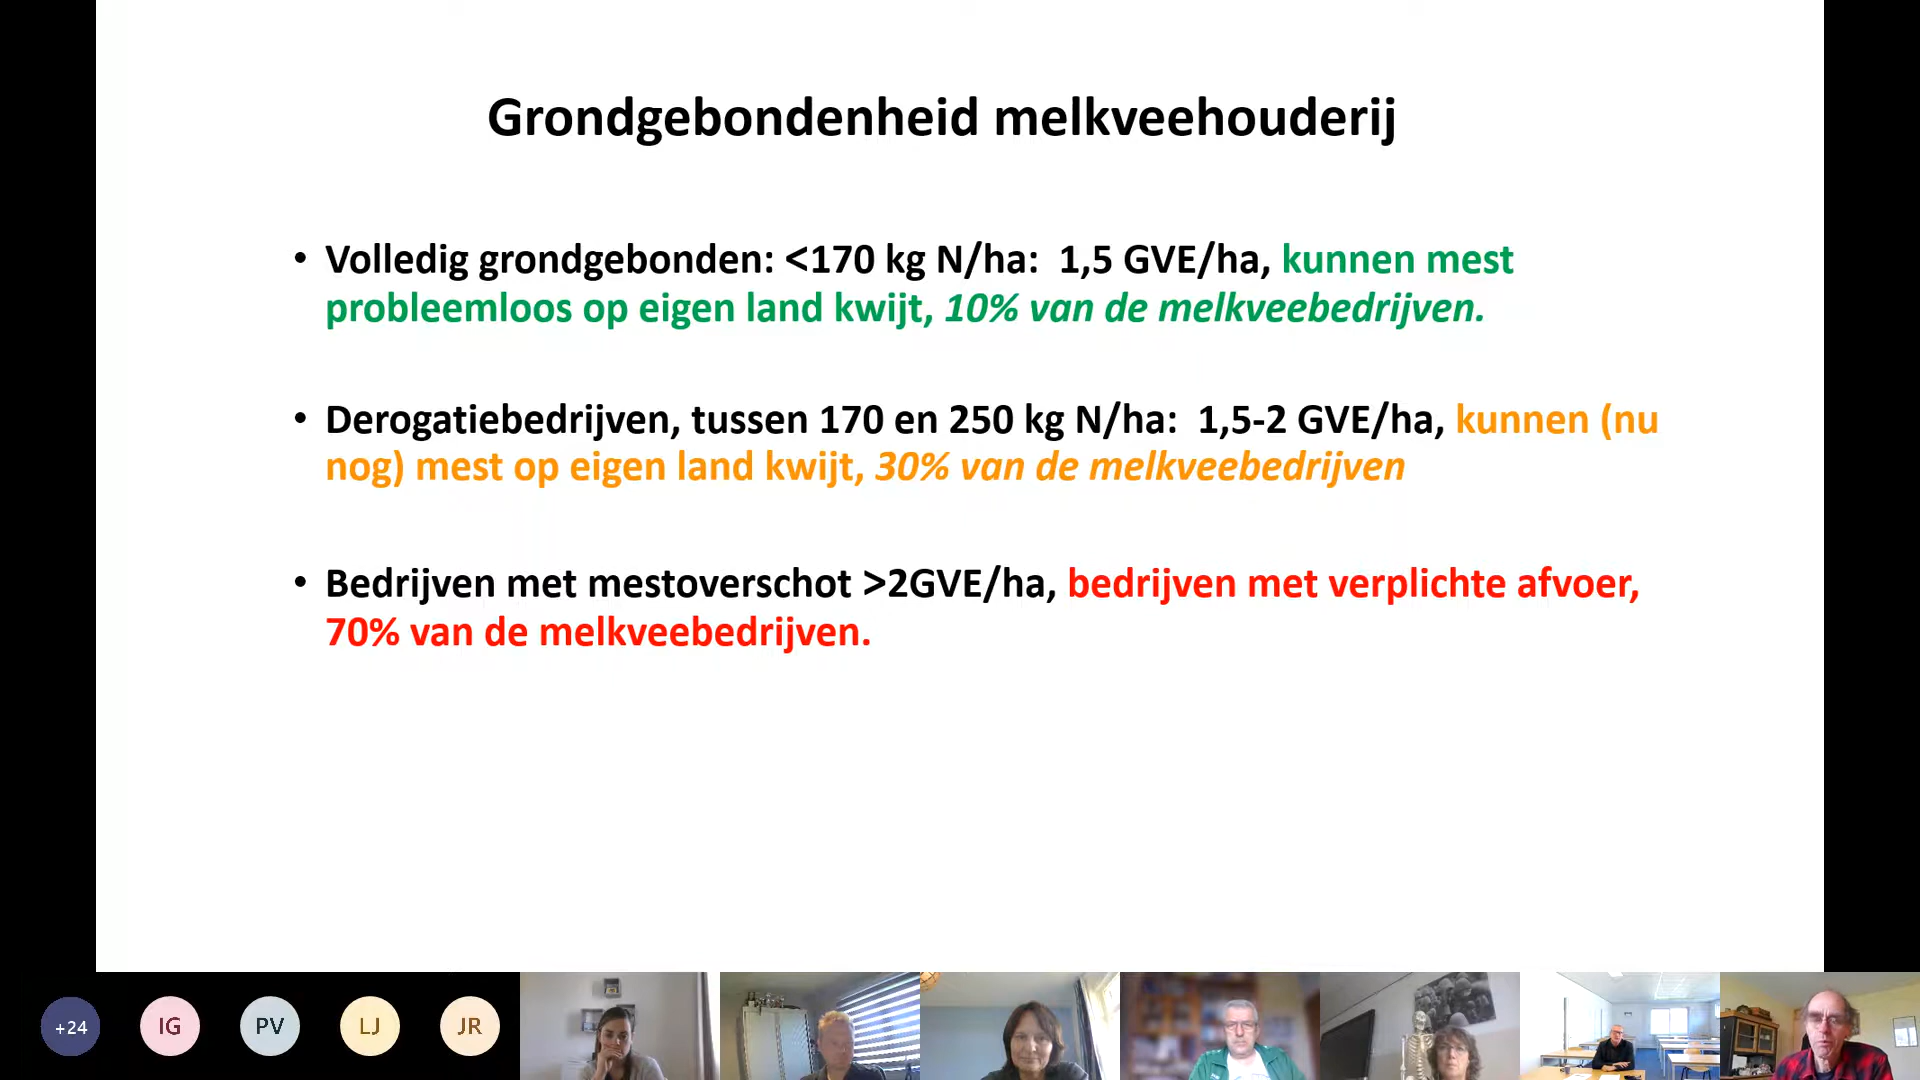 Grondgebondenheid melkveehouderij
• Volledig grondgebonden: <170 kg N/ha: 1,5 GVE/ha, kunnen mest
probleemloos op eigen land kwijt, 10% van de melkveebedrijven.
• Derogatiebedrijven, tussen 170 en 250 kg N/ha: 1,5-2 GVE/ha, kunnen (nu
nog) mest op eigen land kwijt, 30% van de melkveebedrijven
• Bedrijven met mestoverschot >2GVE/ha, bedrijven met verplichte afvoer,
70% van de melkveebedrijven.
+24 IG PV LJ JR